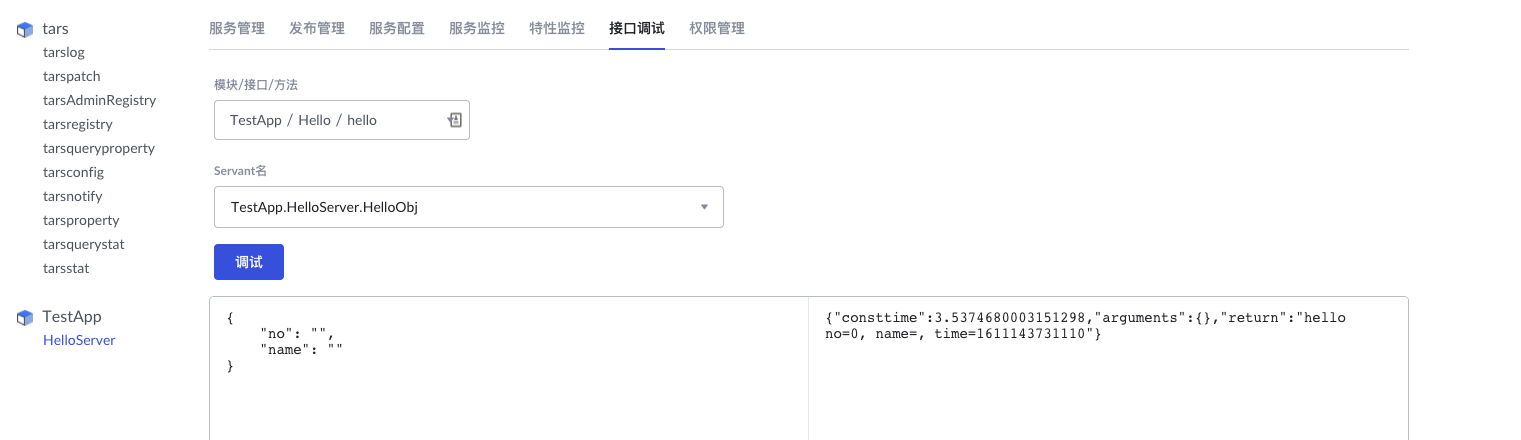 tars
tarslog
tarspatch
tarsAdminRegistry
tarsregistry
tarsqueryproperty
tarsconfig
tarsnotify
tarsproperty
tarsquerystat
tarsstat
TestApp
HelloServer
服务管理 发布管理 服务配置 服务监控 特性监控 接口调试 权限管理
模块/接口/方法
TestApp / Hello / hello
Servant名
TestApp.HelloServer.HelloObj
调试
{
    "no": "",
    "name": ""
}
{"consttime":3.5374680003151298,"arguments":{},"return":"hello
no=0, name=, time=1611143731110"}